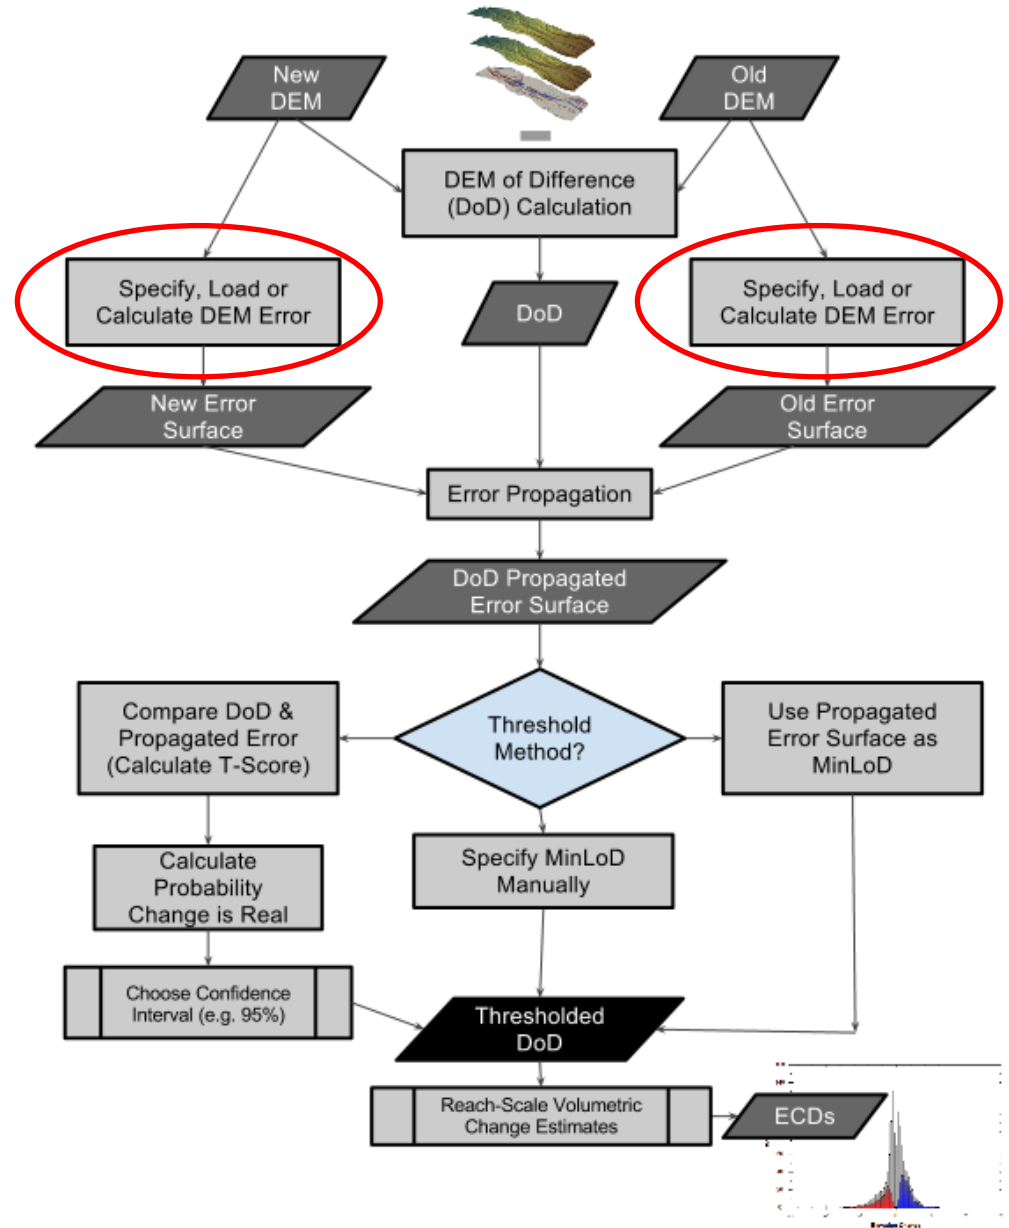 New
DEM
Old
DEM
DEM of Difference
(DoD) Calculation
Specify, Load or
Calculate DEM Error
DoD
Specify, Load or
Calculate DEM Error
New Error
Surface
Old Error
Surface
Error Propagation
DoD Propagated
Error Surface
Compare DoD &
Propagated Error
(Calculate T-Score)
Threshold
Method?
Use Propagated
Error Surface as
MinLoD
Calculate
Probability
Change is Real
Specify MinLoD
Manually
Choose Confidence
Interval (e.g. 95%)
Thresholded
DoD
Reach-Scale Volumetric
Change Estimates
ECDs